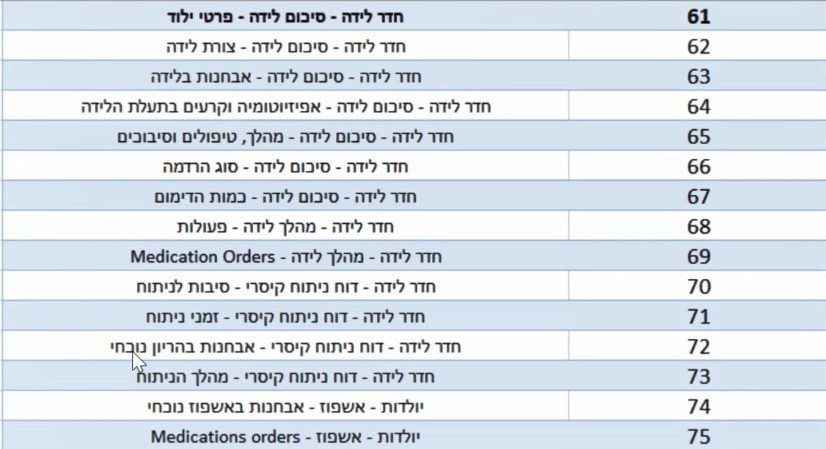 61 חדר לידה - סיכום לידה - פרטי ילוד
62 חדר לידה - סיכום לידה - צורת לידה
63 חדר לידה - סיכום לידה - אבחנות בלידה
64 חדר לידה - סיכום לידה - אפיזיוטומיה וקרעים בתעלת הלידה
65 חדר לידה - סיכום לידה - מהלך, טיפולים וסיבוכים
66 חדר לידה - סיכום לידה - סוג הרדמה
67 חדר לידה - סיכום לידה - כמות הדימום
68 חדר לידה - מהלך לידה - פעולות
69 חדר לידה - מהלך לידה - Medication Orders
70 חדר לידה - דוח ניתוח קיסרי - סיבות לניתוח
71 חדר לידה - דוח ניתוח קיסרי - זמני ניתוח
72 חדר לידה - דוח ניתוח קיסרי - אבחנות בהריון נוכחי
73 חדר לידה - דוח ניתוח קיסרי - מהלך הניתוח
74 יולדות - אשפוז - אבחנות באשפוז נוכחי
75 יולדות - אשפוז - Medications orders